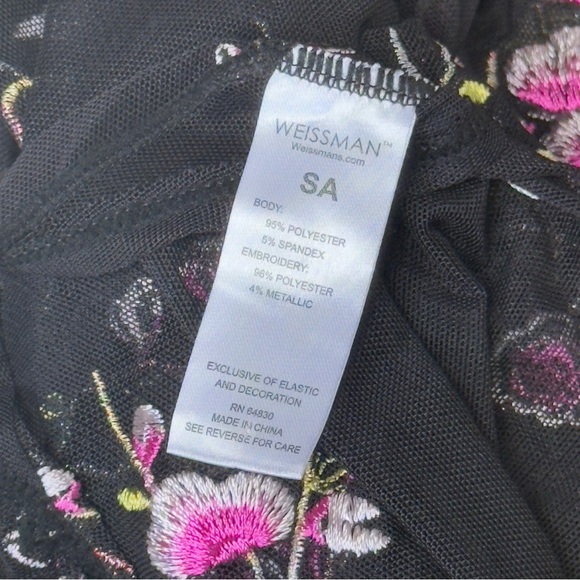 WEISSMAN™
Weissmans.com
SA
BODY:
95% POLYESTER
5% SPANDEX
EMBROIDERY:
96% POLYESTER
4% METALLIC
EXCLUSIVE OF ELASTIC
AND DECORATION
RN 64830
MADE IN CHINA
SEE REVERSE FOR CARE